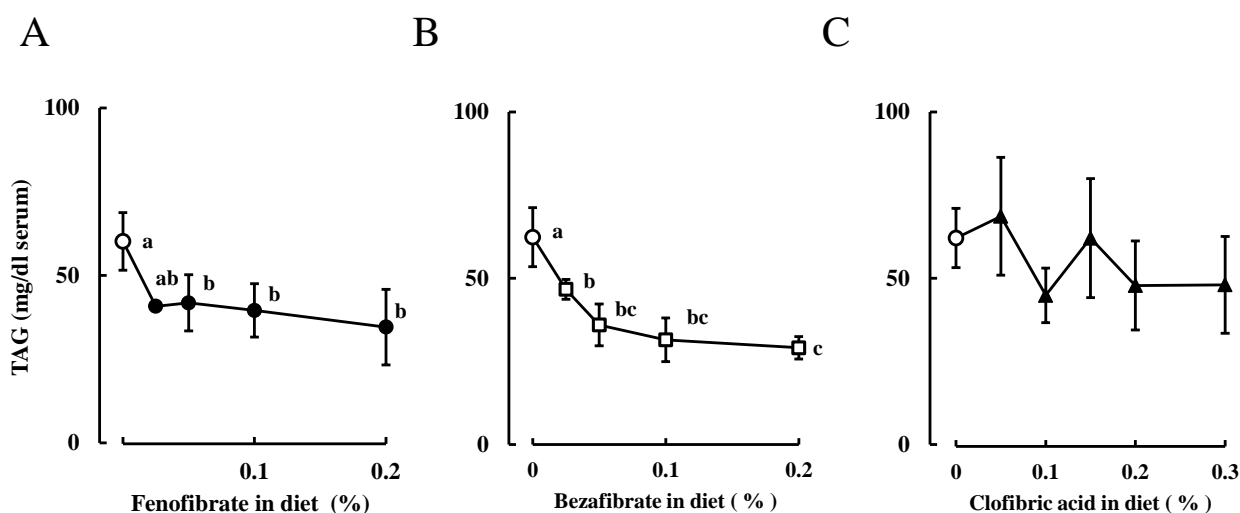 A
B
C
TAG (mg/dl serum)
100
50
0
a
ab
b
b
b
0.1
0.2
Fenofibrate in diet (%)
100
50
0
a
b
bc
bc
c
0
0.1
0.2
Bezafibrate in diet ( % )
100
50
0
0
0.1
0.2
0.3
Clofibric acid in diet ( % )